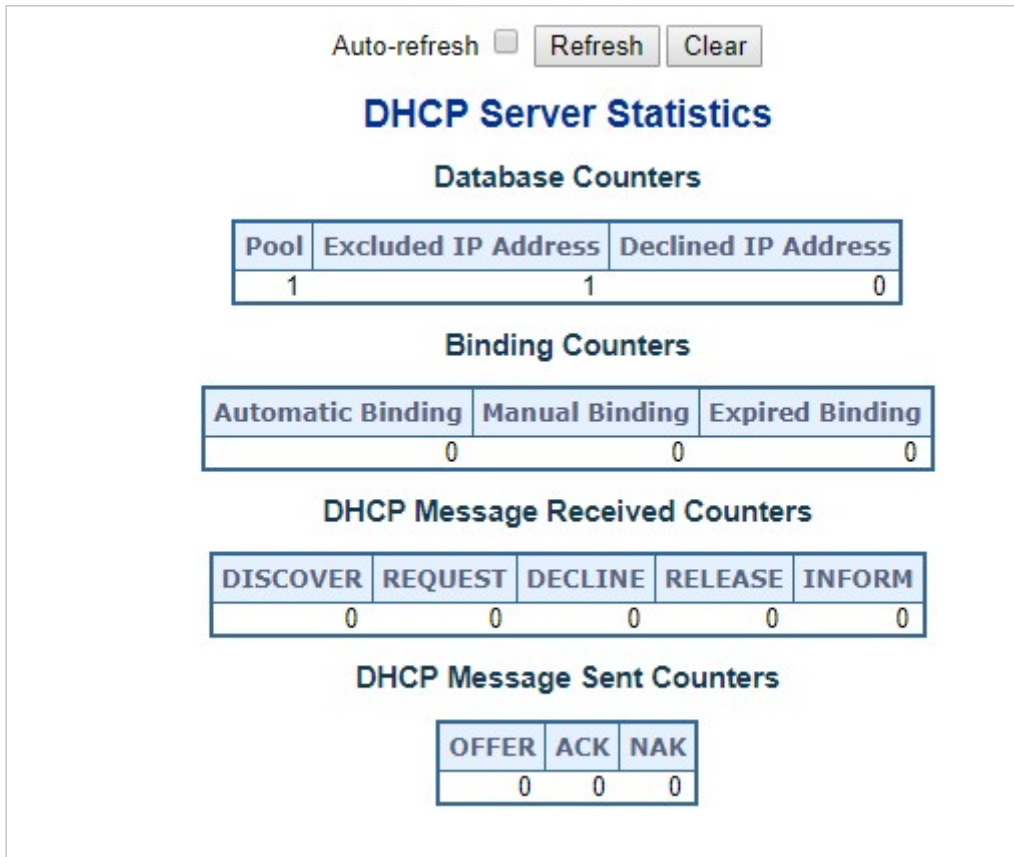 Auto-refresh Refresh Clear
DHCP Server Statistics
Database Counters
Pool Excluded IP Address Declined IP Address
1 1 0
Binding Counters
Automatic Binding Manual Binding Expired Binding
0 0 0
DHCP Message Received Counters
DISCOVER REQUEST DECLINE RELEASE INFORM
0 0 0 0 0
DHCP Message Sent Counters
OFFER ACK NAK
0 0 0